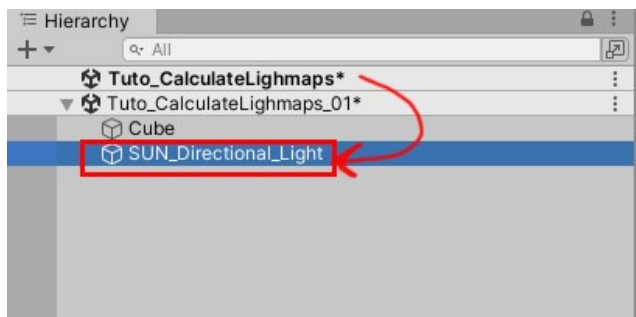 Hierarchy
All
Tuto_CalculateLighmaps*
Tuto_CalculateLighmaps_01*
Cube
SUN_Directional_Light